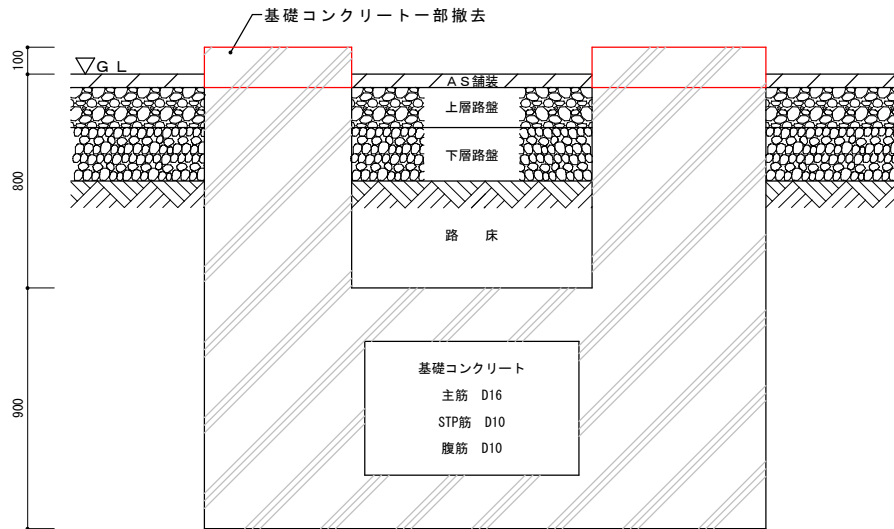 基礎コンクリート一部撤去
100
ＧＬ
ＡＳ舗装
上層路盤
下層路盤
800
路　床
基礎コンクリート
主筋　D16
900
STP筋　D10
腹筋　D10